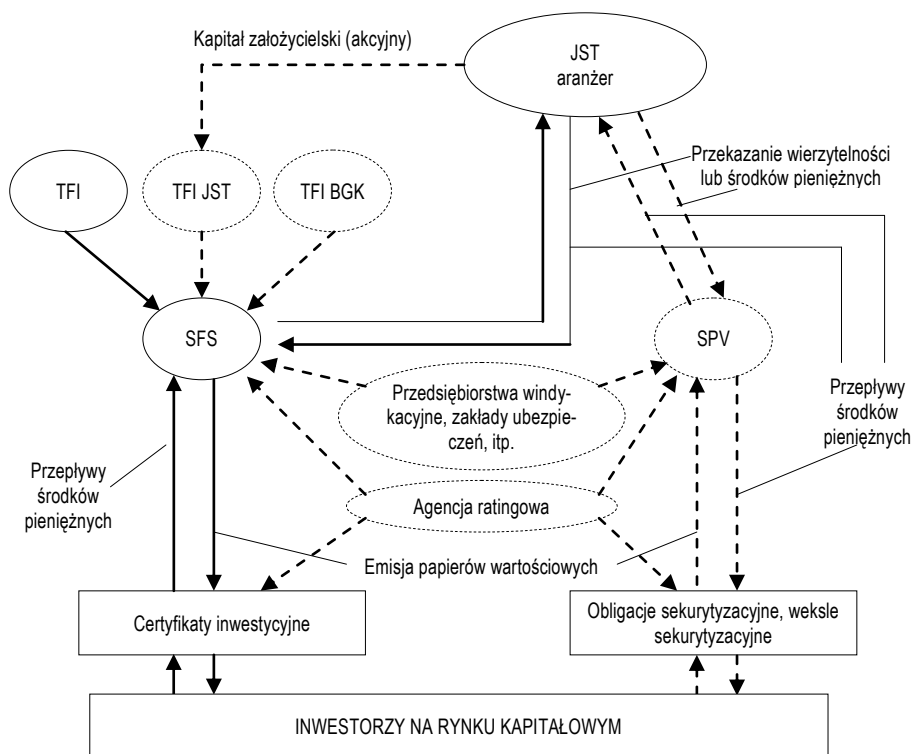 Kapitał założycielski (akcyjny)
JST
aranżer
Przekazanie wierzytelności
lub środków pieniężnych
TFI
TFI JST
TFI BGK
SFS
SPV
Przedsiębiorstwa windy-
kacyjne, zakłady ubezpie-
czeń, itp.
Przepływy
środków
pieniężnych
Przepływy
środków
pieniężnych
Agencja ratingowa
Emisja papierów wartościowych
Certyfikaty inwestycyjne
Obligacje sekurytyzacyjne, weksle
sekurytyzacyjne
INWESTORZY NA RYNKU KAPITAŁOWYM